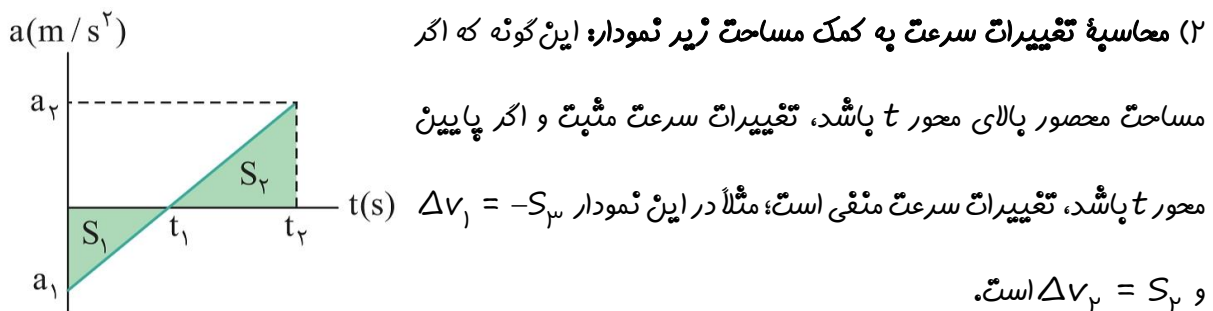 ۲) محاسبهٔ تغییرات سرعت به کمک مساحت زیر نمودار: این‌گونه که اگر
مساحت محصور بالای محور t باشد، تغییرات سرعت مثبت و اگر پایین
محور t باشد، تغییرات سرعت منفی است؛ مثلاً در این نمودار Δv₁ = −S₃
و Δv₂ = S₂ است.
a(m/s²)
a₂
S₂
t(s)
S₁
t₁
t₂
a₁